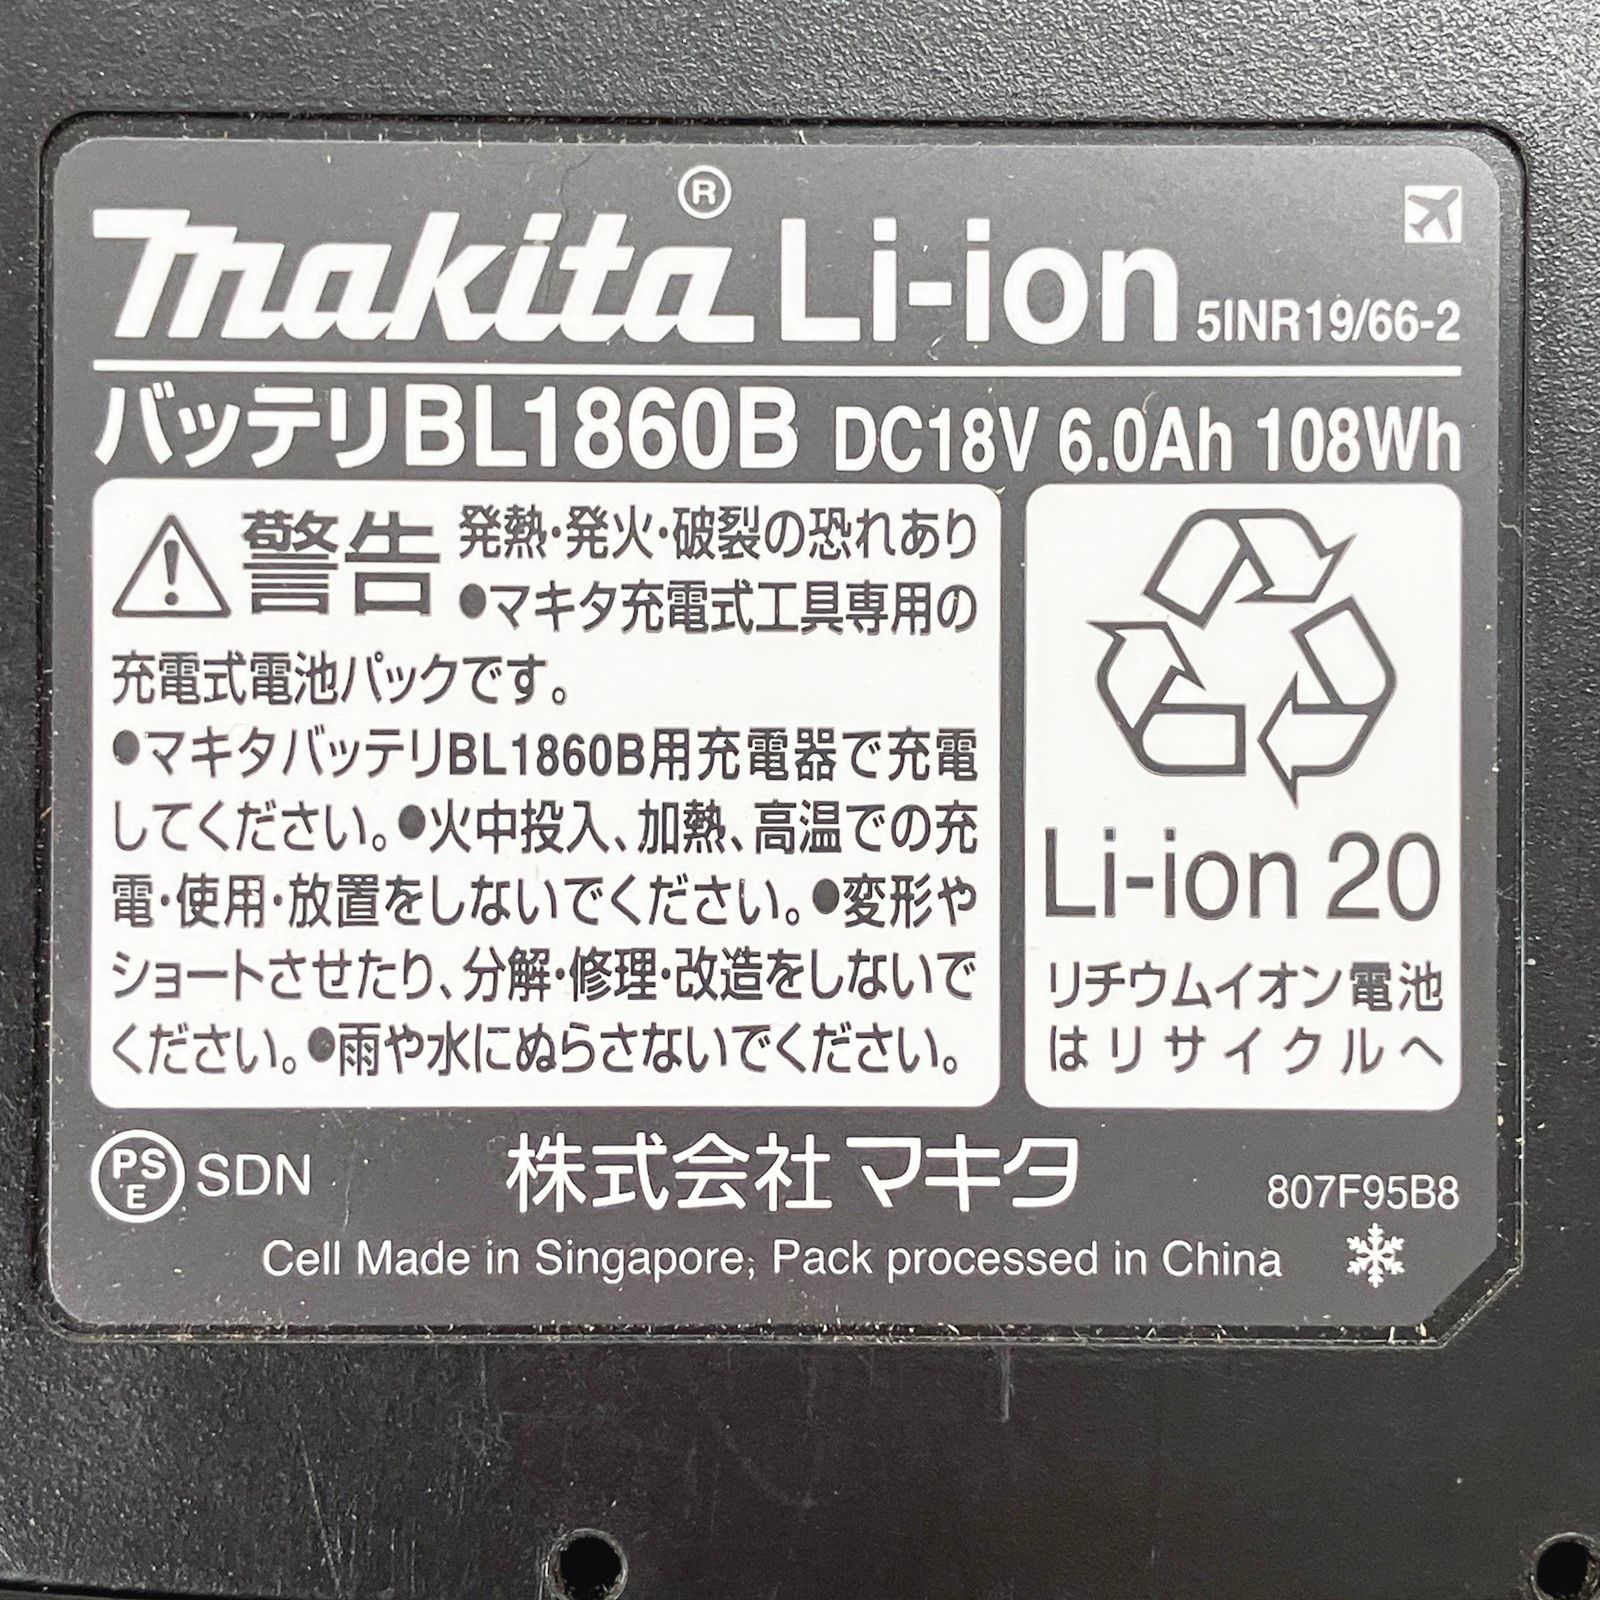 makita® Li-ion 5INR19/66-2
バッテリBL1860B DC18V 6.0Ah 108Wh
警告 発熱・発火・破裂の恐れあり
●マキタ充電式工具専用の
充電式電池パックです。
●マキタバッテリBL1860B用充電器で充電
してください。●火中投入、加熱、高温での充
電・使用・放置をしないでください。●変形や
ショートさせたり、分解・修理・改造をしないで
ください。●雨や水にぬらさないでください。
Li-ion 20
リチウムイオン電池
はリサイクルへ
PS
E
SDN
株式会社マキタ
807F95B8
Cell Made in Singapore, Pack processed in China